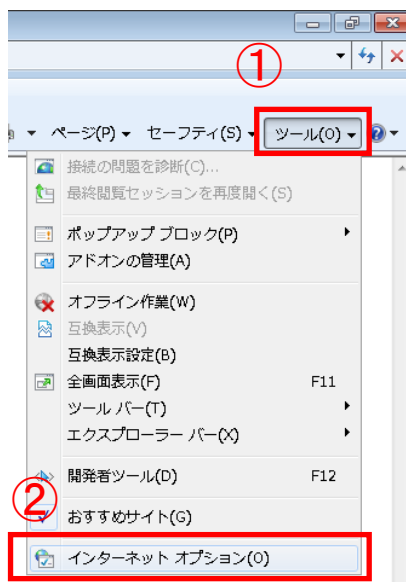 ①
ページ(P) セーフティ(S) ツール(O)
接続の問題を診断(C)...
最終閲覧セッションを再度開く(S)
ポップアップ ブロック(P)
アドオンの管理(A)
オフライン作業(W)
互換表示(V)
互換表示設定(B)
全画面表示(F) F11
ツール バー(T)
エクスプローラー バー(X)
開発者ツール(D) F12
②
おすすめサイト(G)
インターネット オプション(O)